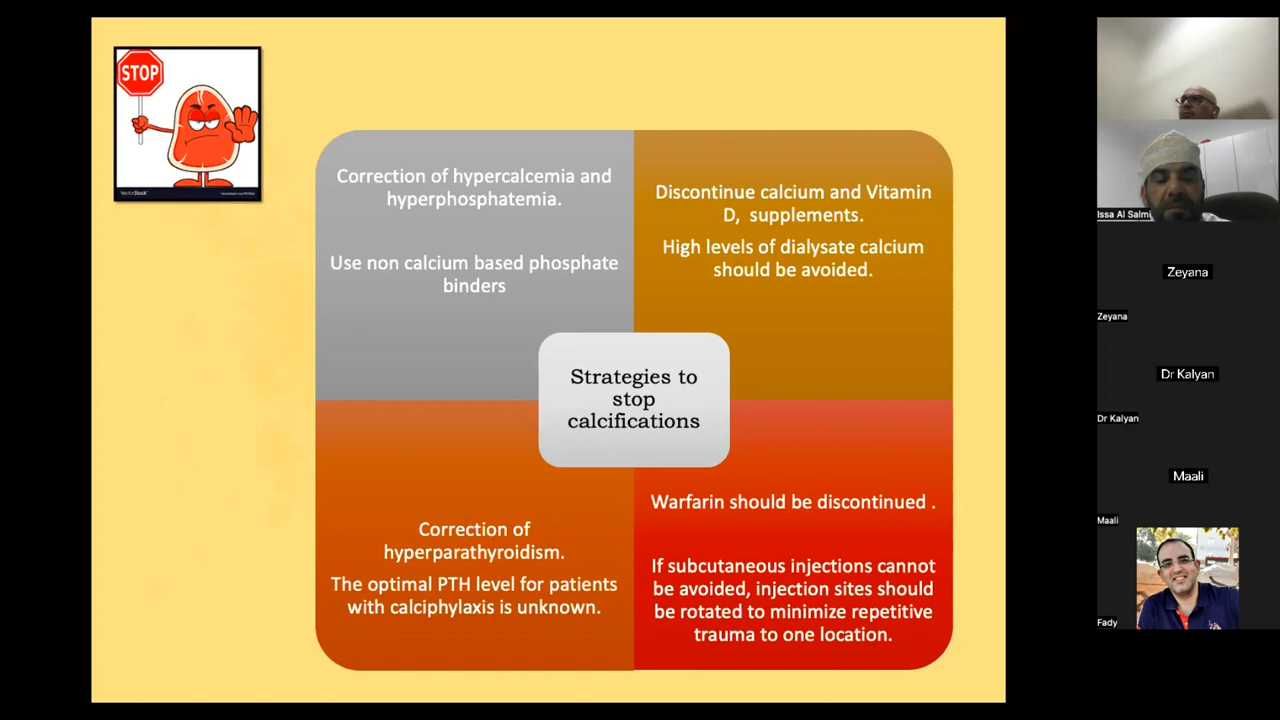 STOP
VectorStock
Correction of hypercalcemia and
hyperphosphatemia.
Use non calcium based phosphate
binders
Discontinue calcium and Vitamin
D, supplements.
High levels of dialysate calcium
should be avoided.
Strategies to
stop
calcifications
Correction of
hyperparathyroidism.
The optimal PTH level for patients
with calciphylaxis is unknown.
Warfarin should be discontinued .
If subcutaneous injections cannot
be avoided, injection sites should
be rotated to minimize repetitive
trauma to one location.
Issa Al Salmi
Zeyana
Zeyana
Dr Kalyan
Dr Kalyan
Maali
Maali
Fady